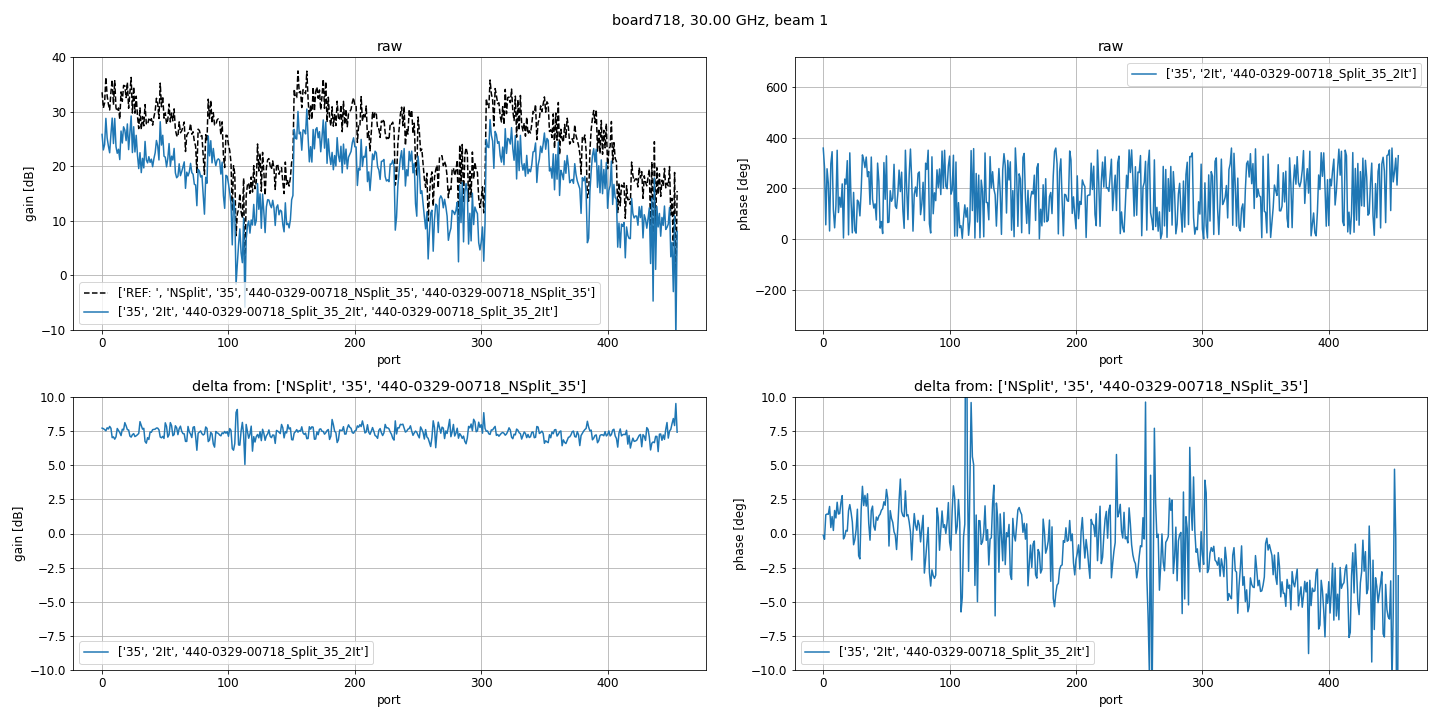 board718, 30.00 GHz, beam 1
raw
40
30
20
10
0
−10
gain [dB]
['REF: ', 'NSplit', '35', '440-0329-00718_NSplit_35', '440-0329-00718_NSplit_35']
['35', '2It', '440-0329-00718_Split_35_2It', '440-0329-00718_Split_35_2It']
0 100 200 300 400
port
raw
600
400
200
0
−200
phase [deg]
['35', '2It', '440-0329-00718_Split_35_2It']
0 100 200 300 400
port
delta from: ['NSplit', '35', '440-0329-00718_NSplit_35']
10.0
7.5
5.0
2.5
0.0
−2.5
−5.0
−7.5
−10.0
gain [dB]
['35', '2It', '440-0329-00718_Split_35_2It']
0 100 200 300 400
port
delta from: ['NSplit', '35', '440-0329-00718_NSplit_35']
10.0
7.5
5.0
2.5
0.0
−2.5
−5.0
−7.5
−10.0
phase [deg]
['35', '2It', '440-0329-00718_Split_35_2It']
0 100 200 300 400
port